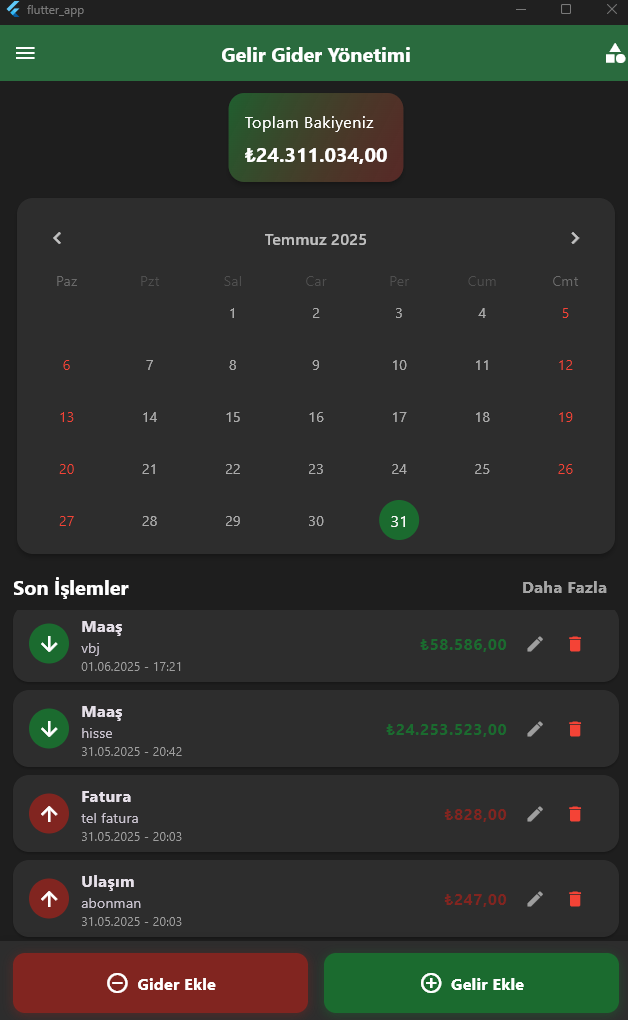 flutter_app
Gelir Gider Yönetimi
Toplam Bakiyeniz
₺24.311.034,00
Temmuz 2025
Paz Pzt Sal Car Per Cum Cmt
1 2 3 4 5
6 7 8 9 10 11 12
13 14 15 16 17 18 19
20 21 22 23 24 25 26
27 28 29 30 31
Son İşlemler Daha Fazla
Maaş
vbj
01.06.2025 - 17:21
₺58.586,00
Maaş
hisse
31.05.2025 - 20:42
₺24.253.523,00
Fatura
tel fatura
31.05.2025 - 20:03
₺828,00
Ulaşım
abonman
31.05.2025 - 20:03
₺247,00
Gider Ekle Gelir Ekle